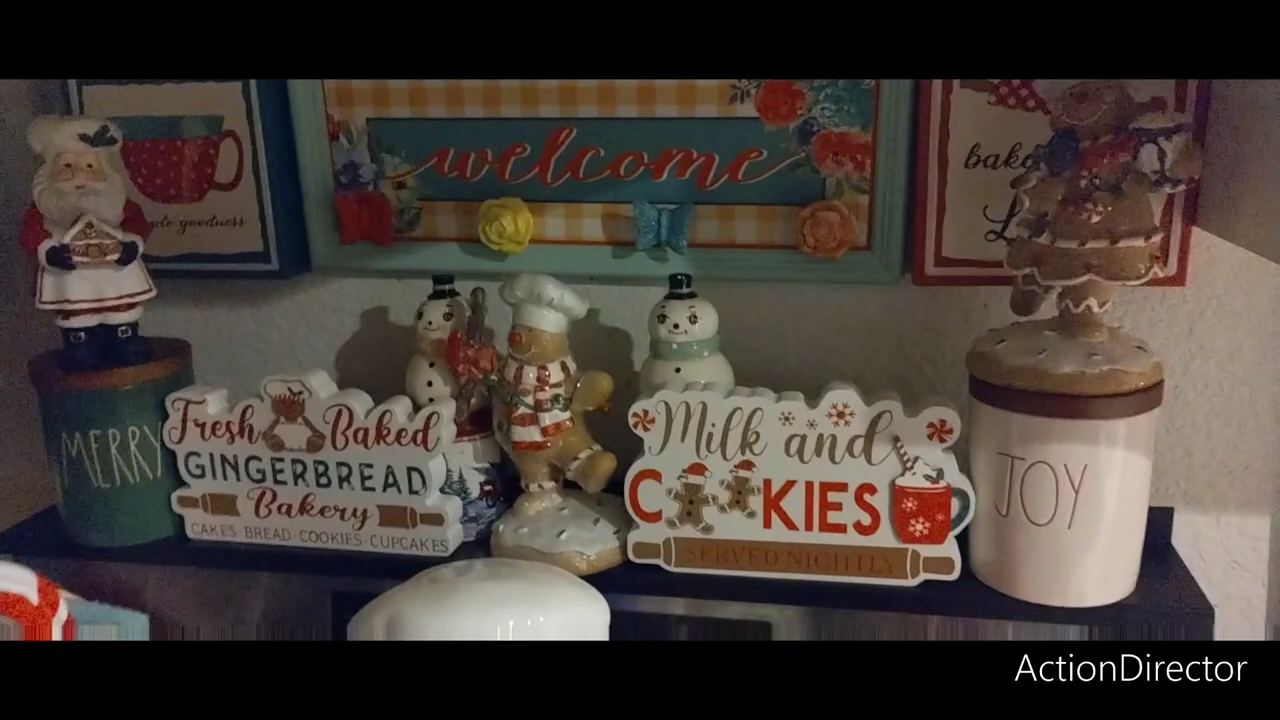 welcome
ple goodness
bake
L
MERRY
Fresh Baked
GINGERBREAD
Bakery
CAKES · BREAD COOKIES · CUPCAKES
Milk and
COOKIES
SERVED NIGHTLY
JOY
ActionDirector